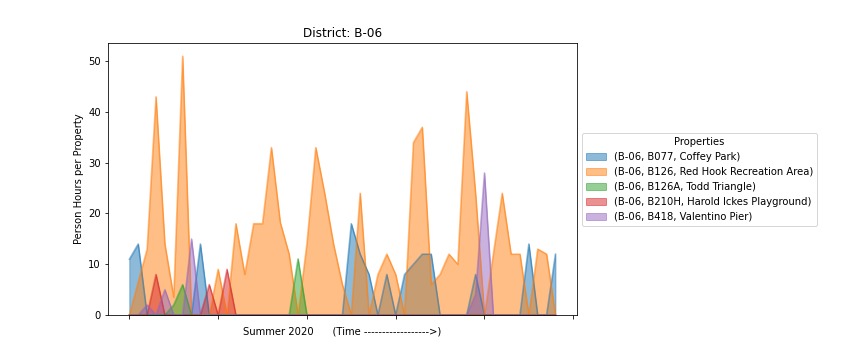 District: B-06
50
40
30
20
10
0
Person Hours per Property
Summer 2020 (Time ------------------>)
Properties
(B-06, B077, Coffey Park)
(B-06, B126, Red Hook Recreation Area)
(B-06, B126A, Todd Triangle)
(B-06, B210H, Harold Ickes Playground)
(B-06, B418, Valentino Pier)